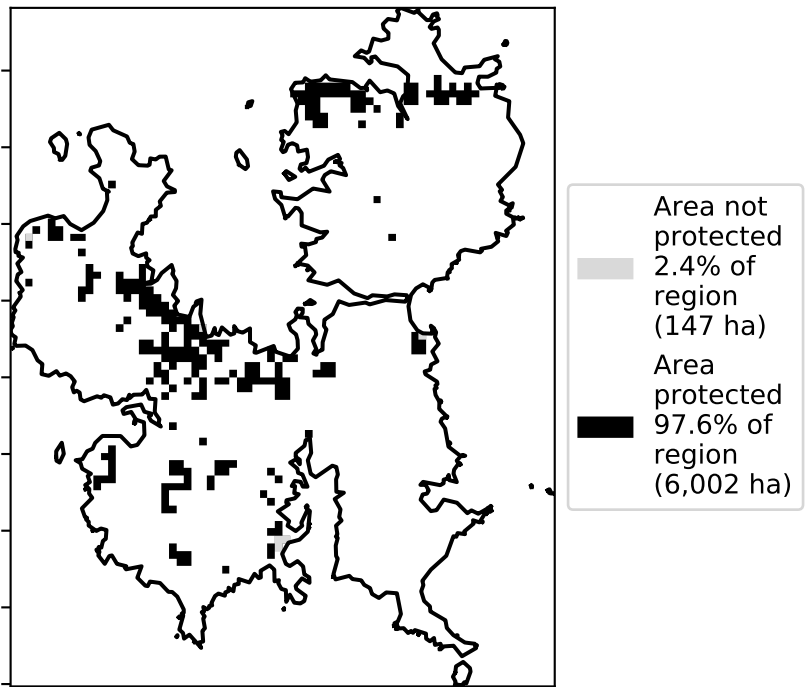 Area not
protected
2.4% of
region
(147 ha)
Area
protected
97.6% of
region
(6,002 ha)